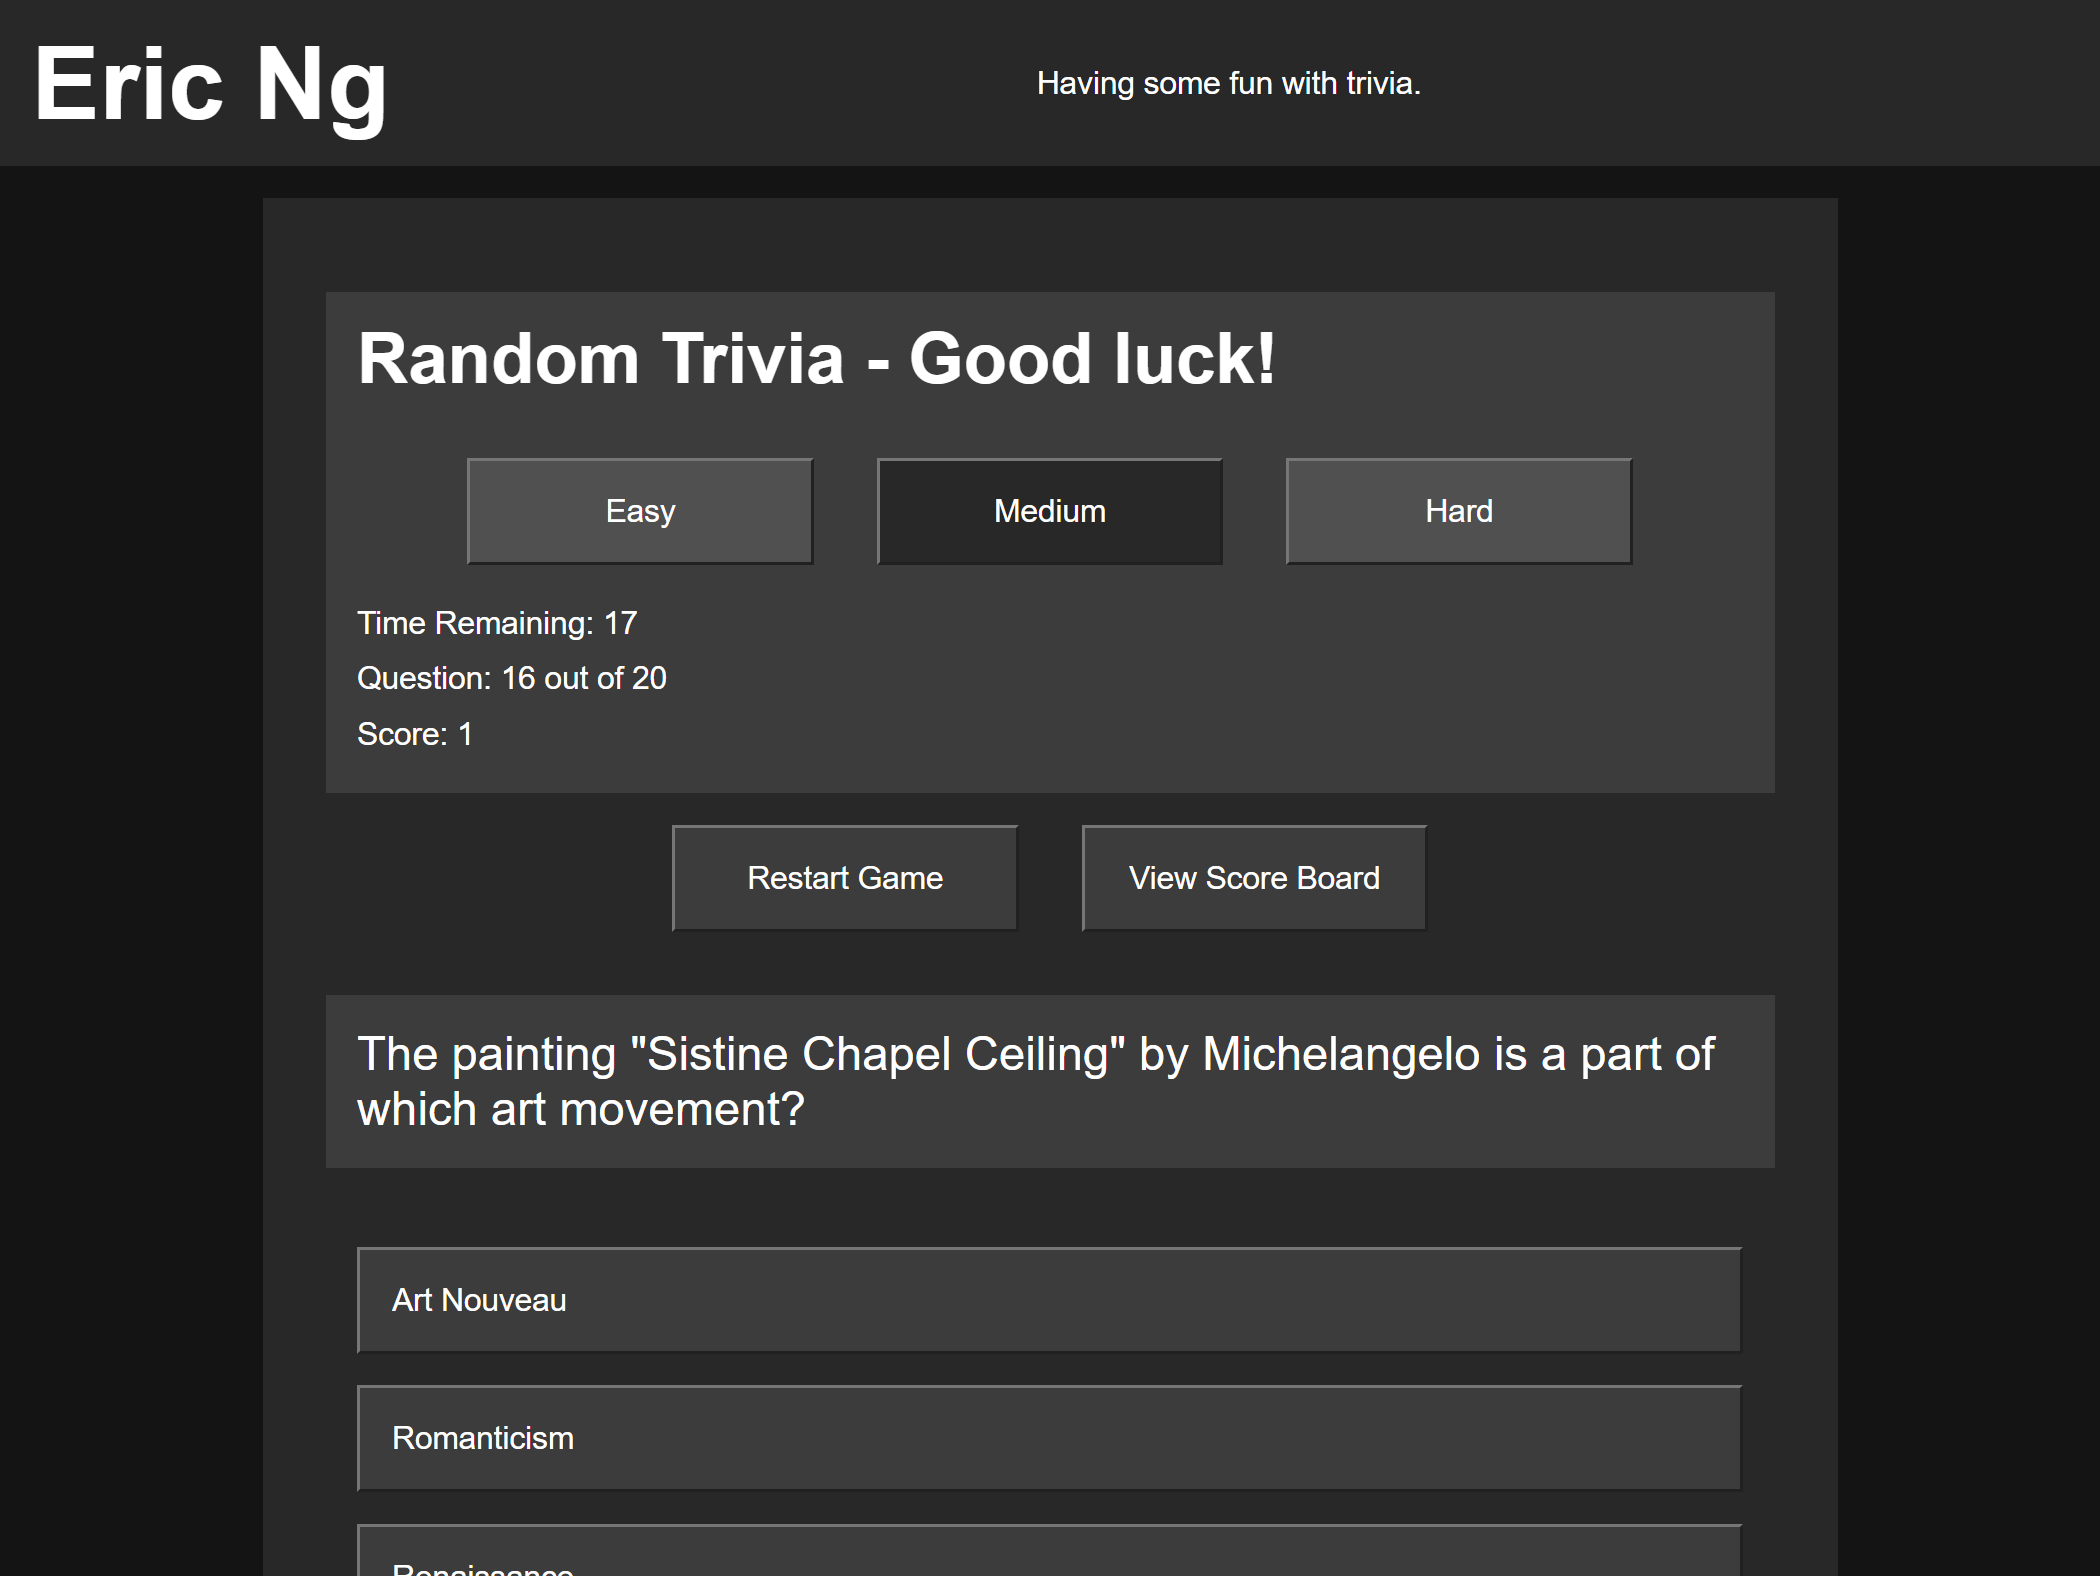 Eric Ng
Having some fun with trivia.
Random Trivia - Good luck!
Easy
Medium
Hard
Time Remaining: 17
Question: 16 out of 20
Score: 1
Restart Game
View Score Board
The painting "Sistine Chapel Ceiling" by Michelangelo is a part of
which art movement?
Art Nouveau
Romanticism
Renaissance